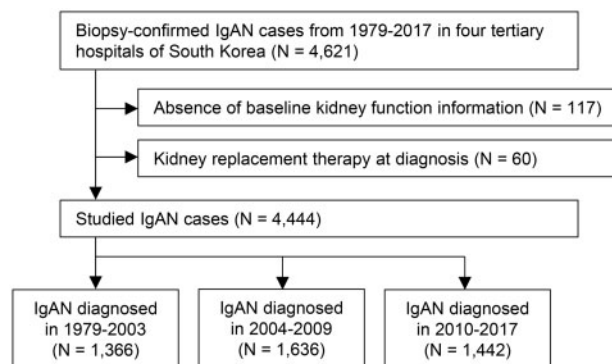 Biopsy-confirmed IgAN cases from 1979-2017 in four tertiary
hospitals of South Korea (N = 4,621)
Absence of baseline kidney function information (N = 117)
Kidney replacement therapy at diagnosis (N = 60)
Studied IgAN cases (N = 4,444)
IgAN diagnosed
in 1979-2003
(N = 1,366)
IgAN diagnosed
in 2004-2009
(N = 1,636)
IgAN diagnosed
in 2010-2017
(N = 1,442)